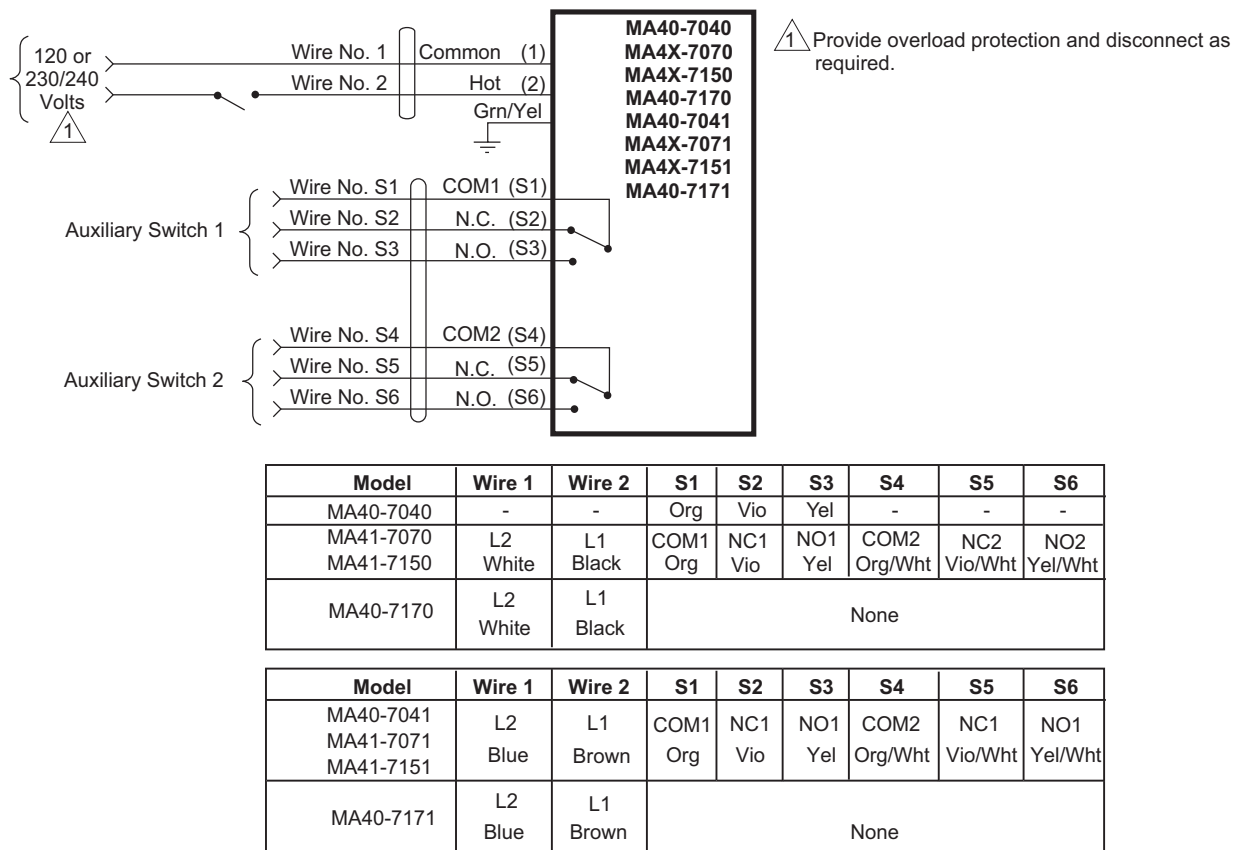 120 or
230/240
Volts
1
Wire No. 1 Common (1)
Wire No. 2 Hot (2)
Grn/Yel
MA40-7040
MA4X-7070
MA4X-7150
MA40-7170
MA40-7041
MA4X-7071
MA4X-7151
MA40-7171
1 Provide overload protection and disconnect as
required.
Auxiliary Switch 1
Wire No. S1 COM1 (S1)
Wire No. S2 N.C. (S2)
Wire No. S3 N.O. (S3)
Auxiliary Switch 2
Wire No. S4 COM2 (S4)
Wire No. S5 N.C. (S5)
Wire No. S6 N.O. (S6)
Model Wire 1 Wire 2 S1 S2 S3 S4 S5 S6
MA40-7040 - - Org Vio Yel - - -
MA41-7070 L2 L1 COM1 NC1 NO1 COM2 NC2 NO2
MA41-7150 White Black Org Vio Yel Org/Wht Vio/Wht Yel/Wht
MA40-7170 L2 L1 None
White Black
Model Wire 1 Wire 2 S1 S2 S3 S4 S5 S6
MA40-7041 L2 L1 COM1 NC1 NO1 COM2 NC1 NO1
MA41-7071 Blue Brown Org Vio Yel Org/Wht Vio/Wht Yel/Wht
MA41-7151
MA40-7171 L2 L1 None
Blue Brown